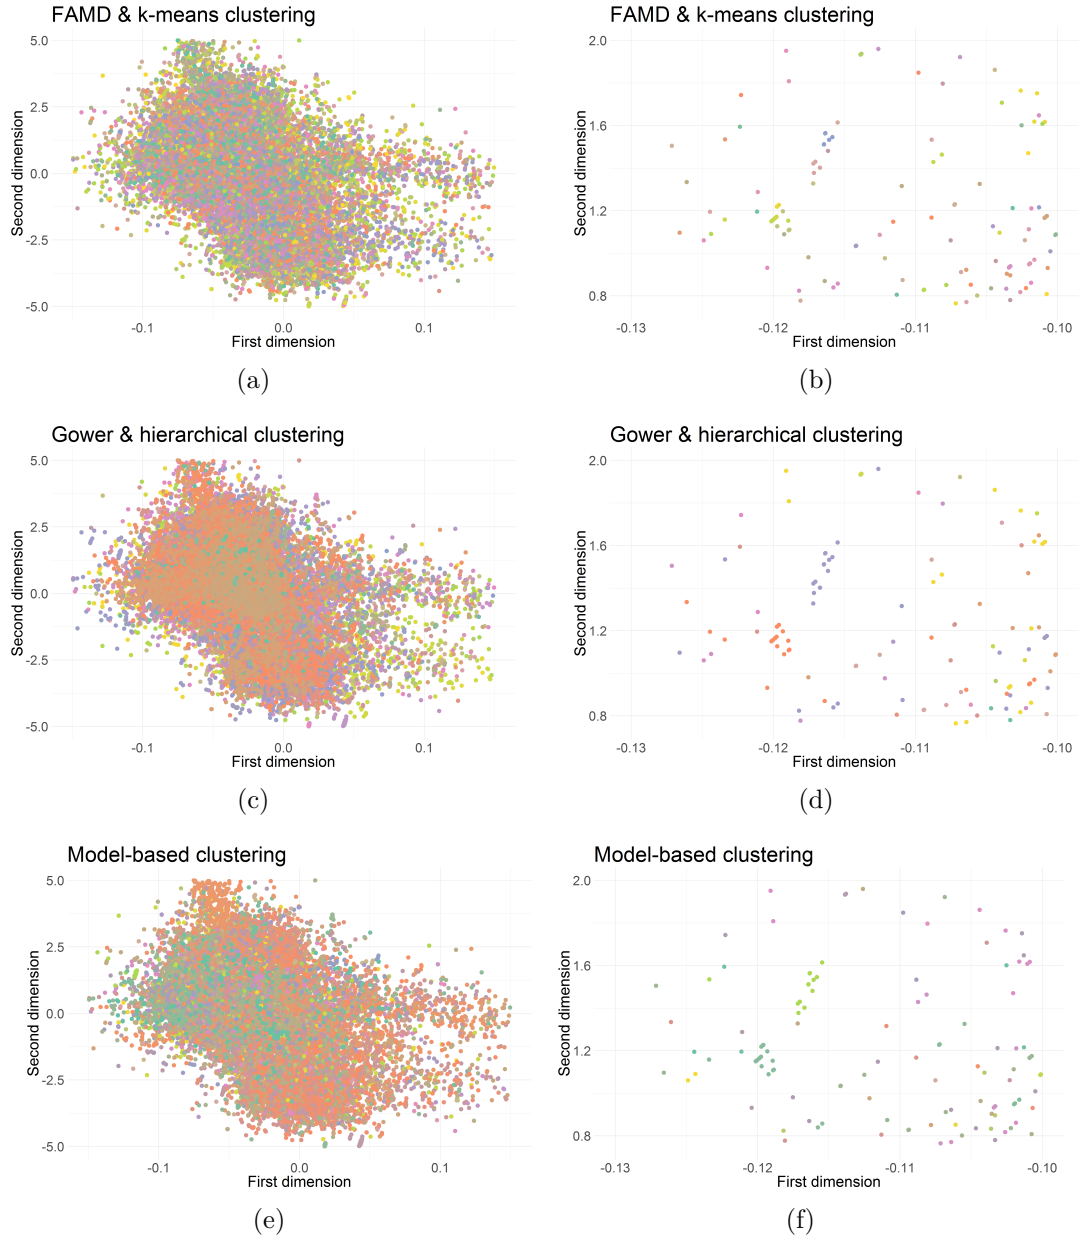 FAMD & k-means clustering
5.0
2.5
0.0
-2.5
-5.0
Second dimension
-0.1 0.0 0.1
First dimension
(a)
FAMD & k-means clustering
2.0
1.6
1.2
0.8
Second dimension
-0.13 -0.12 -0.11 -0.10
First dimension
(b)
Gower & hierarchical clustering
5.0
2.5
0.0
-2.5
-5.0
Second dimension
-0.1 0.0 0.1
First dimension
(c)
Gower & hierarchical clustering
2.0
1.6
1.2
0.8
Second dimension
-0.13 -0.12 -0.11 -0.10
First dimension
(d)
Model-based clustering
5.0
2.5
0.0
-2.5
-5.0
Second dimension
-0.1 0.0 0.1
First dimension
(e)
Model-based clustering
2.0
1.6
1.2
0.8
Second dimension
-0.13 -0.12 -0.11 -0.10
First dimension
(f)